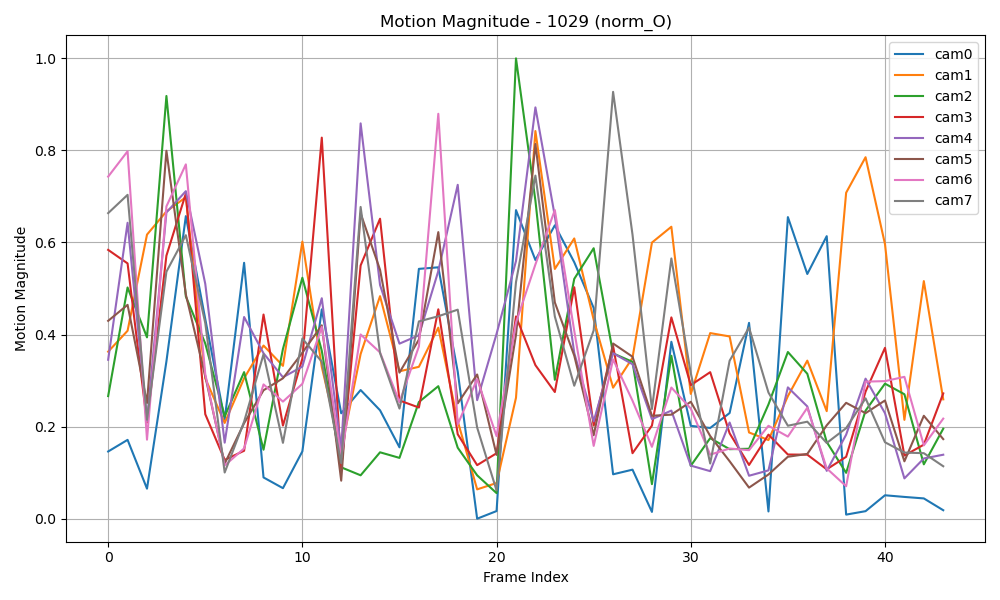 Motion Magnitude - 1029 (norm_O)
Motion Magnitude
1.0
0.8
0.6
0.4
0.2
0.0
0
10
20
30
40
Frame Index
cam0
cam1
cam2
cam3
cam4
cam5
cam6
cam7